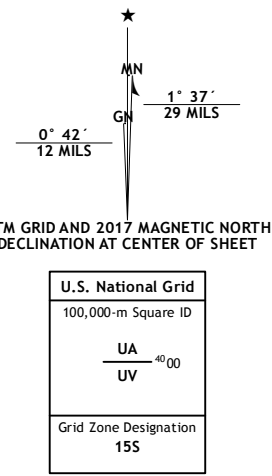 ★
MN
1° 37´
29 MILS
GN
0° 42´
12 MILS
TM GRID AND 2017 MAGNETIC NORTH
DECLINATION AT CENTER OF SHEET
U.S. National Grid
100,000-m Square ID
UA
4000
UV
Grid Zone Designation
15S